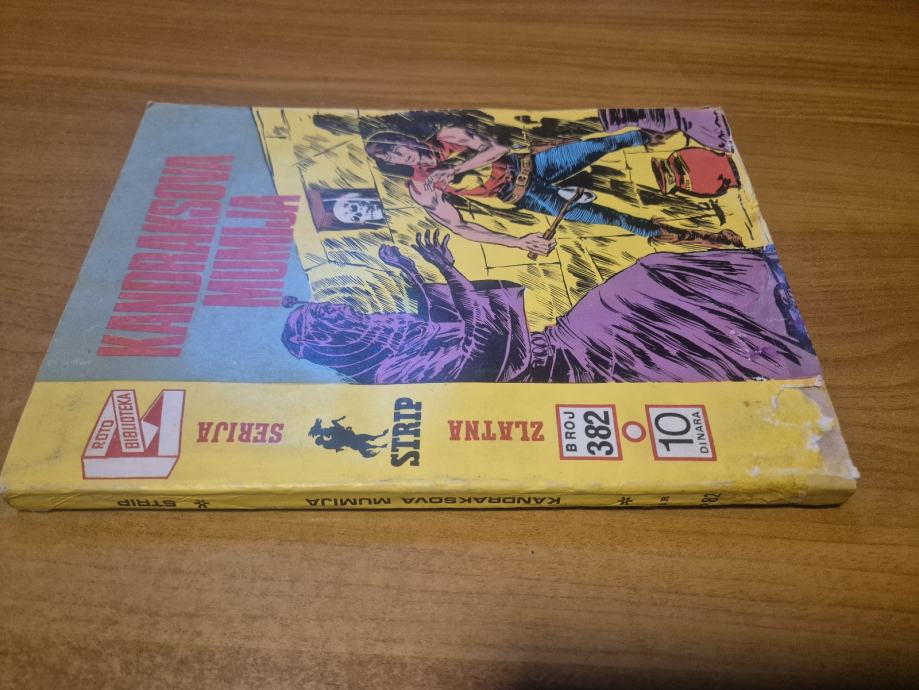 KANDRAKSOVA
MUMIJA
ROTO
BIBLIOTEKA
ZLATNA
STRIP
SERIJA
BROJ
382
10
DINARA
STRIP * KANDRAKSOVA MUMIJA *